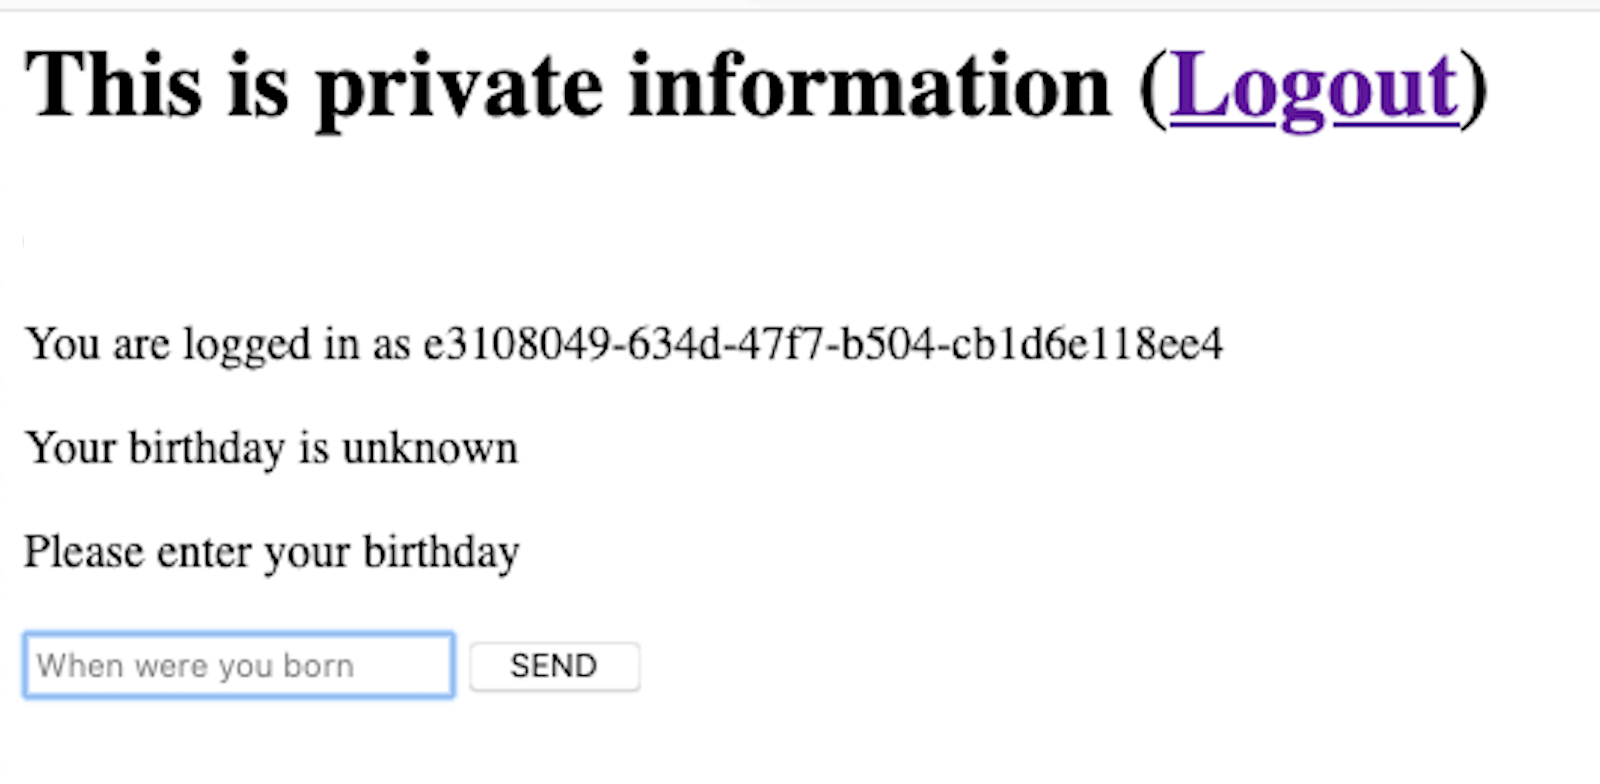 This is private information (Logout)
You are logged in as e3108049-634d-47f7-b504-cb1d6e118ee4
Your birthday is unknown
Please enter your birthday
When were you born SEND